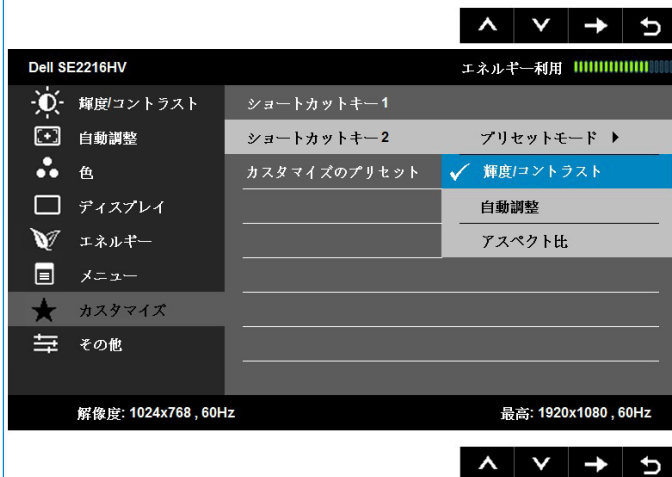 Dell SE2216HV
エネルギー利用
輝度/コントラスト
ショートカットキー1
自動調整
ショートカットキー2
プリセットモード
色
カスタマイズのプリセット
輝度/コントラスト
ディスプレイ
自動調整
エネルギー
アスペクト比
メニュー
カスタマイズ
その他
解像度: 1024x768 , 60Hz
最高: 1920x1080 , 60Hz